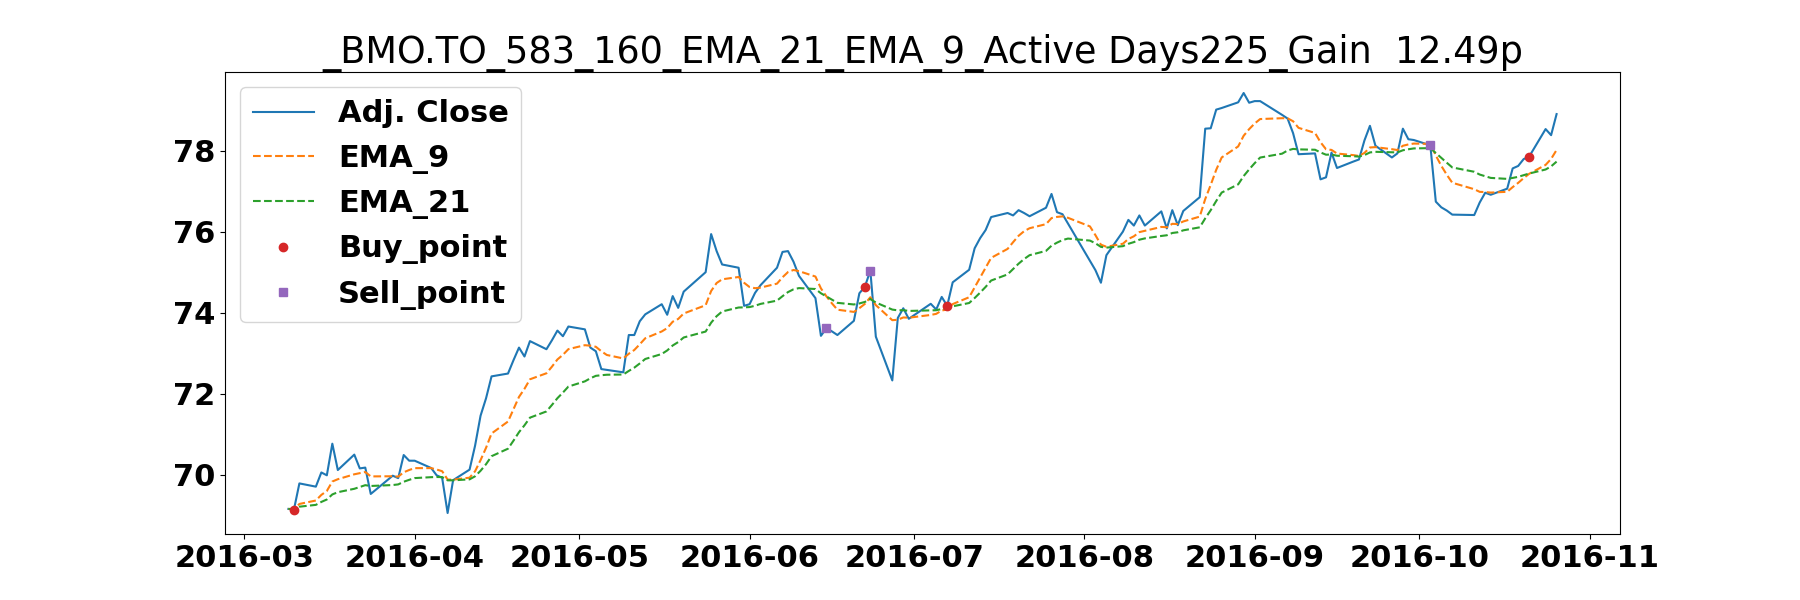 _BMO.TO_583_160_EMA_21_EMA_9_Active Days225_Gain  12.49p
Adj. Close
EMA_9
EMA_21
Buy_point
Sell_point
78
76
74
72
70
2016-03 2016-04 2016-05 2016-06 2016-07 2016-08 2016-09 2016-10 2016-11